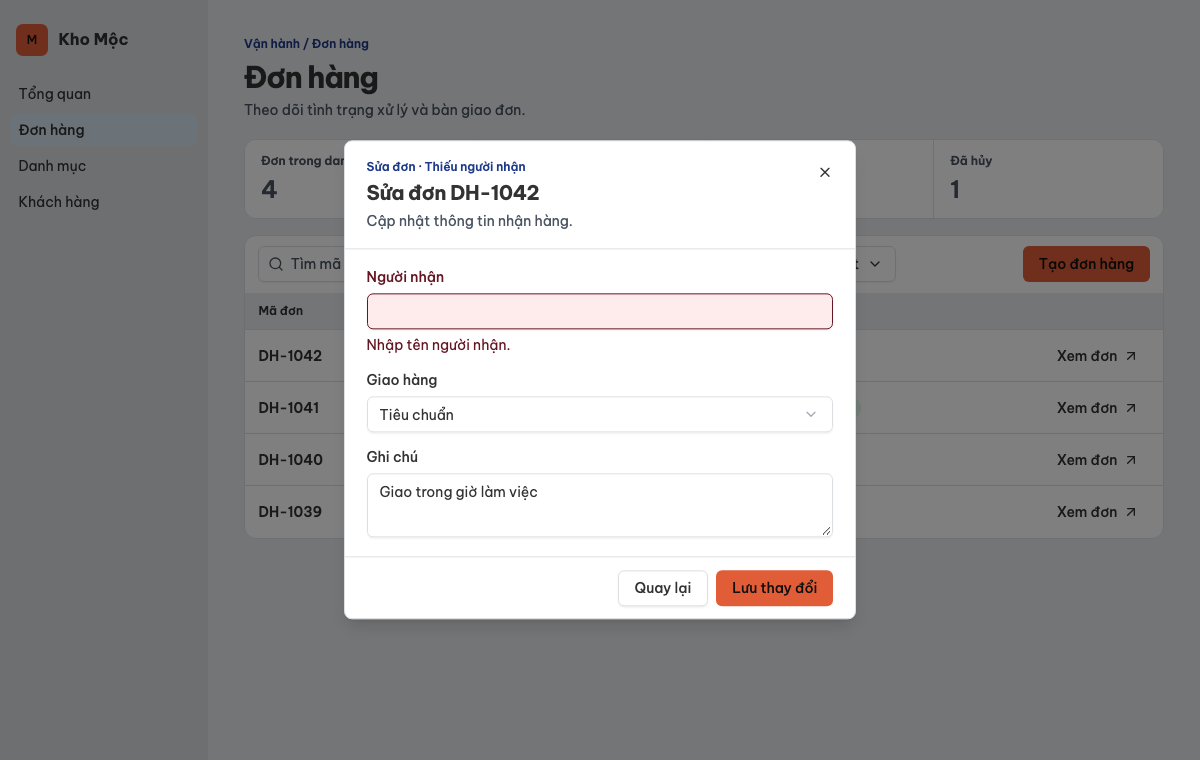 M
Kho Mộc
Tổng quan
Đơn hàng
Danh mục
Khách hàng
Vận hành / Đơn hàng
Đơn hàng
Theo dõi tình trạng xử lý và bàn giao đơn.
Đơn trong
4
Đã hủy
1
Tìm mã
Tạo đơn hàng
Mã đơn
DH-1042
Xem đơn
DH-1041
Xem đơn
DH-1040
Xem đơn
DH-1039
Xem đơn
Sửa đơn · Thiếu người nhận
Sửa đơn DH-1042
Cập nhật thông tin nhận hàng.
Người nhận
Nhập tên người nhận.
Giao hàng
Tiêu chuẩn
Ghi chú
Giao trong giờ làm việc
Quay lại
Lưu thay đổi